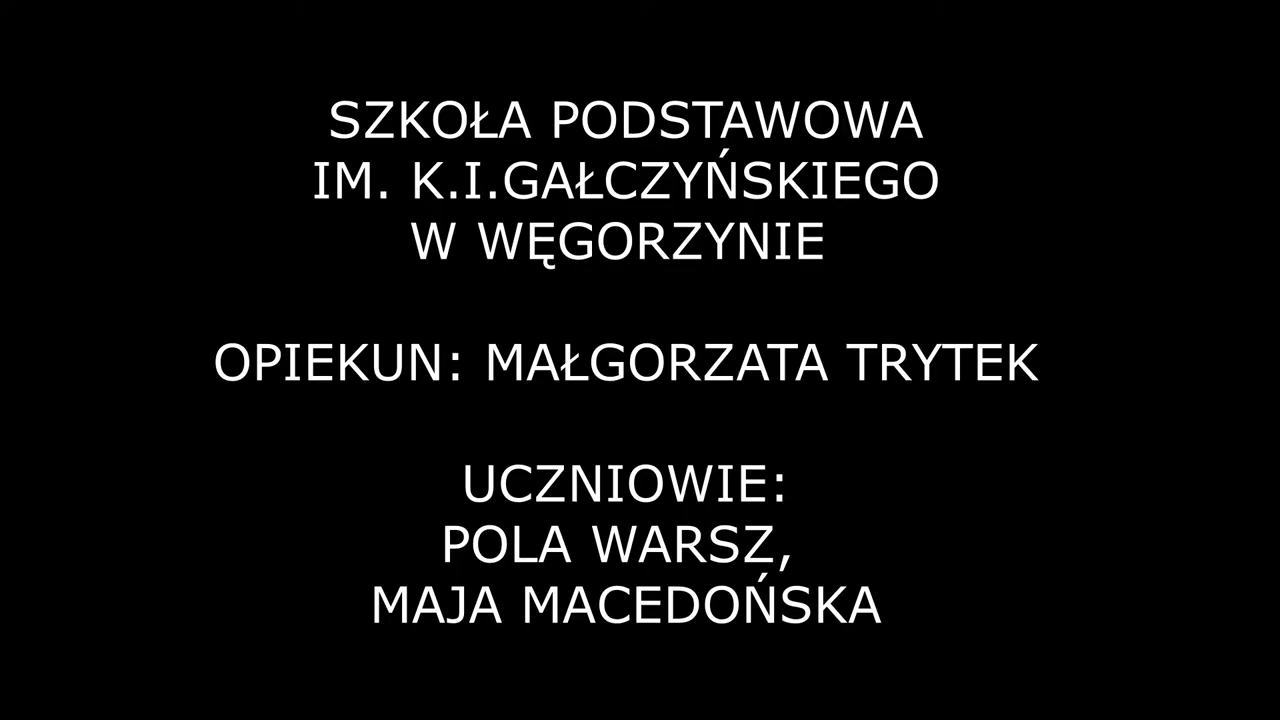 SZKOŁA PODSTAWOWA
IM. K.I.GAŁCZYŃSKIEGO
W WĘGORZYNIE
OPIEKUN: MAŁGORZATA TRYTEK
UCZNIOWIE:
POLA WARSZ,
MAJA MACEDOŃSKA